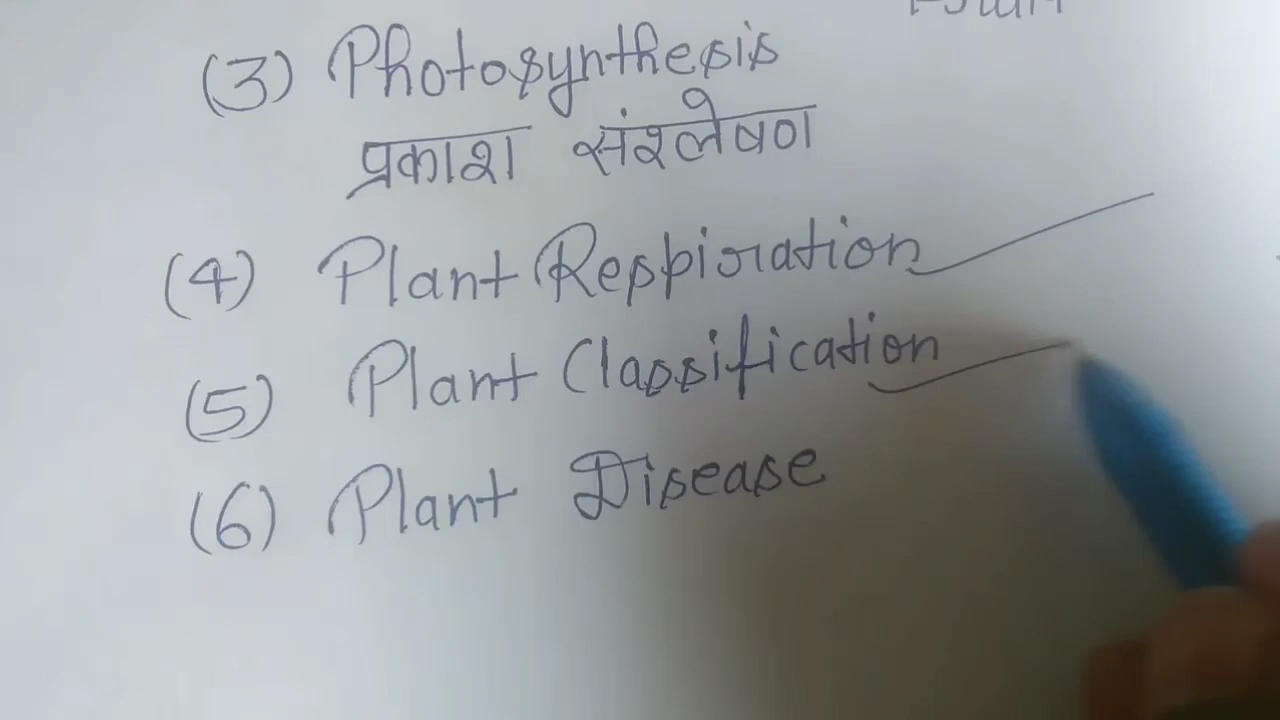 (3) Photosynthesis
प्रकाश संश्लेषण
(4) Plant Respiration
(5) Plant Classification
(6) Plant Disease